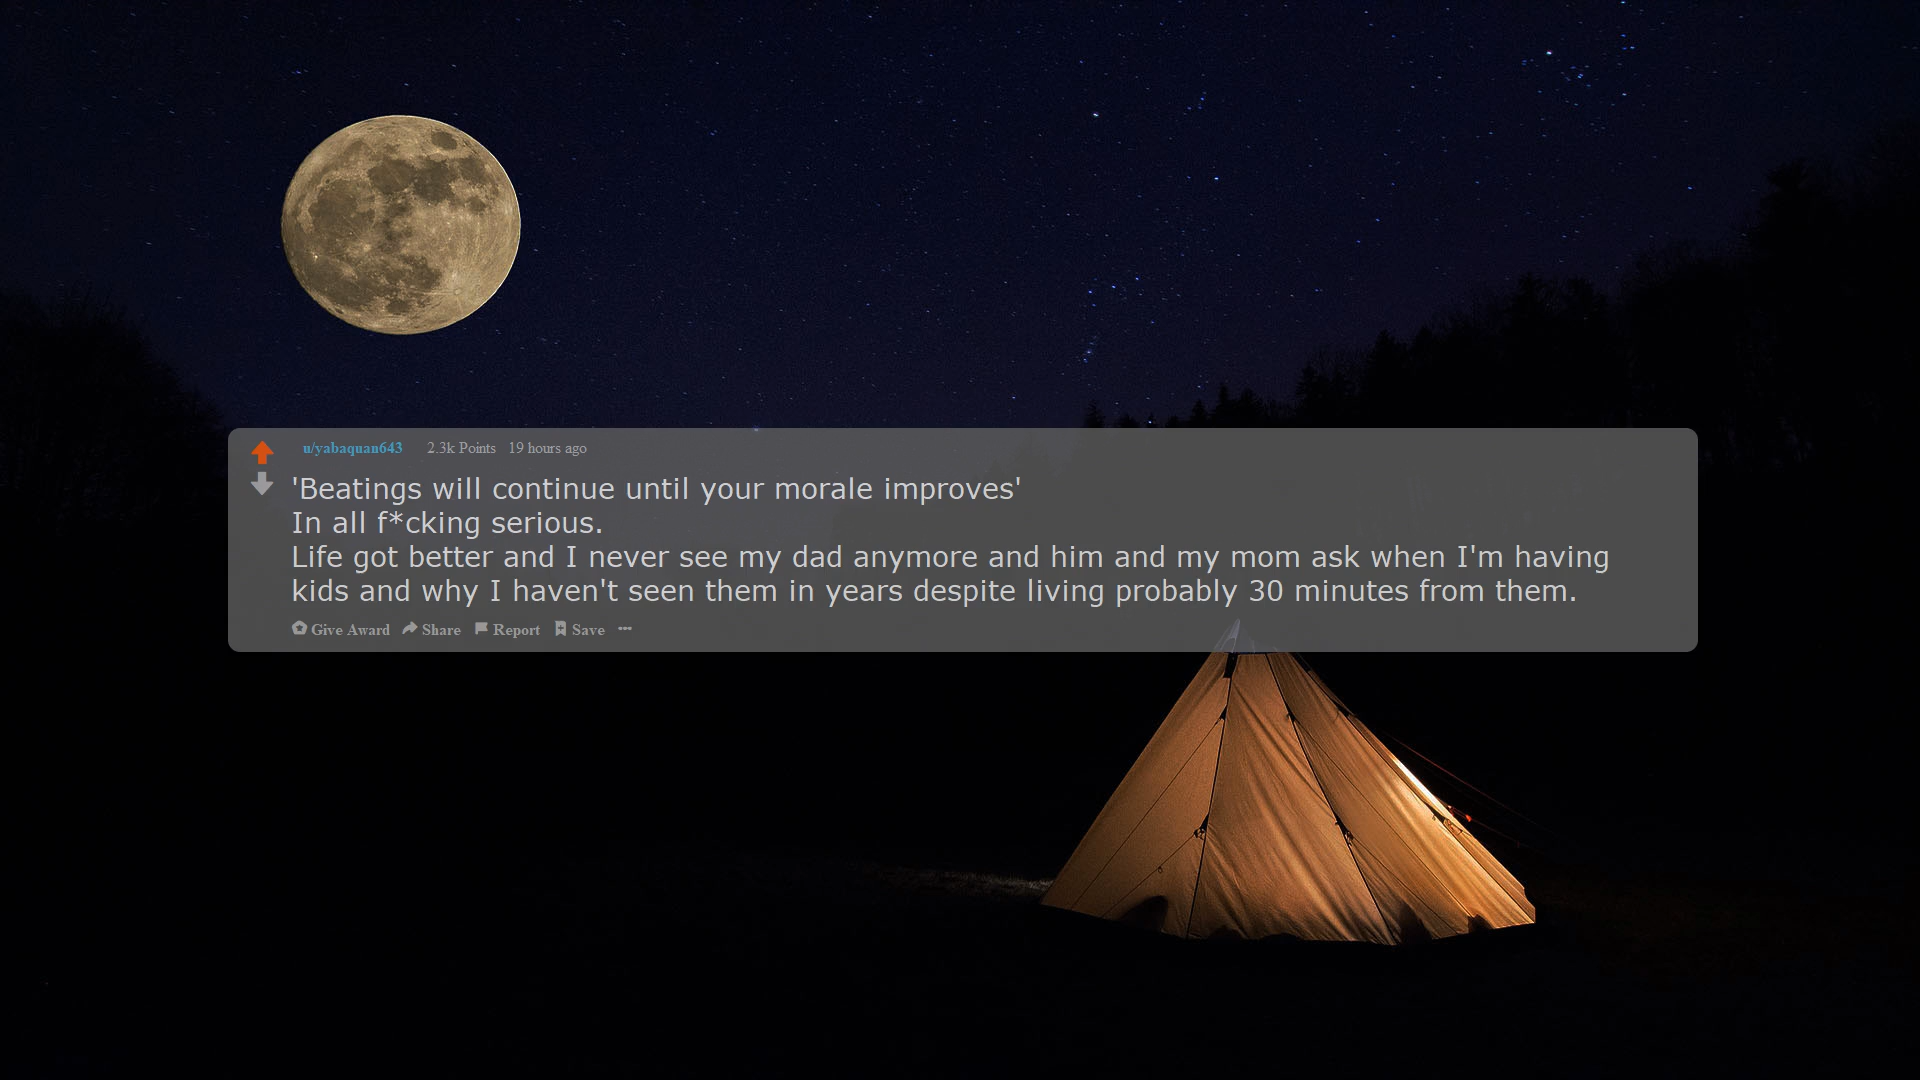 u/yabaquan643 2.3k Points 19 hours ago
'Beatings will continue until your morale improves'
In all f*cking serious.
Life got better and I never see my dad anymore and him and my mom ask when I'm having
kids and why I haven't seen them in years despite living probably 30 minutes from them.
Give Award Share Report Save ···